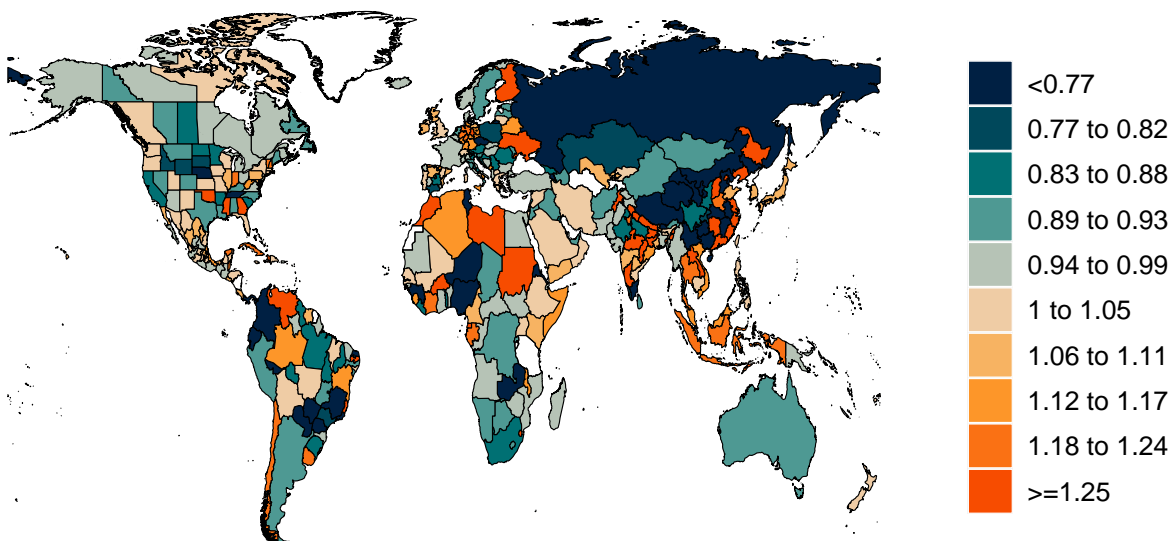 <0.77
0.77 to 0.82
0.83 to 0.88
0.89 to 0.93
0.94 to 0.99
1 to 1.05
1.06 to 1.11
1.12 to 1.17
1.18 to 1.24
>=1.25